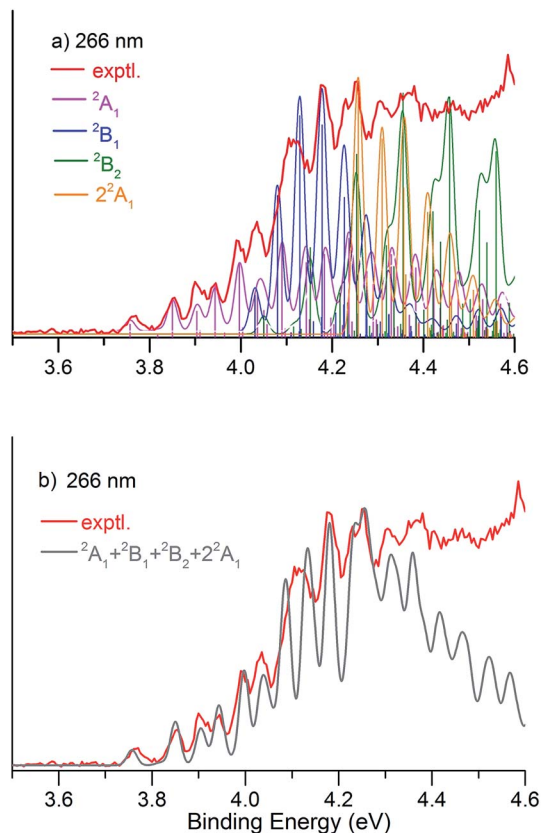 a) 266 nm
exptl.
²A₁
²B₁
²B₂
2²A₁
3.6 3.8 4.0 4.2 4.4 4.6
b) 266 nm
exptl.
²A₁+²B₁+²B₂+2²A₁
3.6 3.8 4.0 4.2 4.4 4.6
Binding Energy (eV)